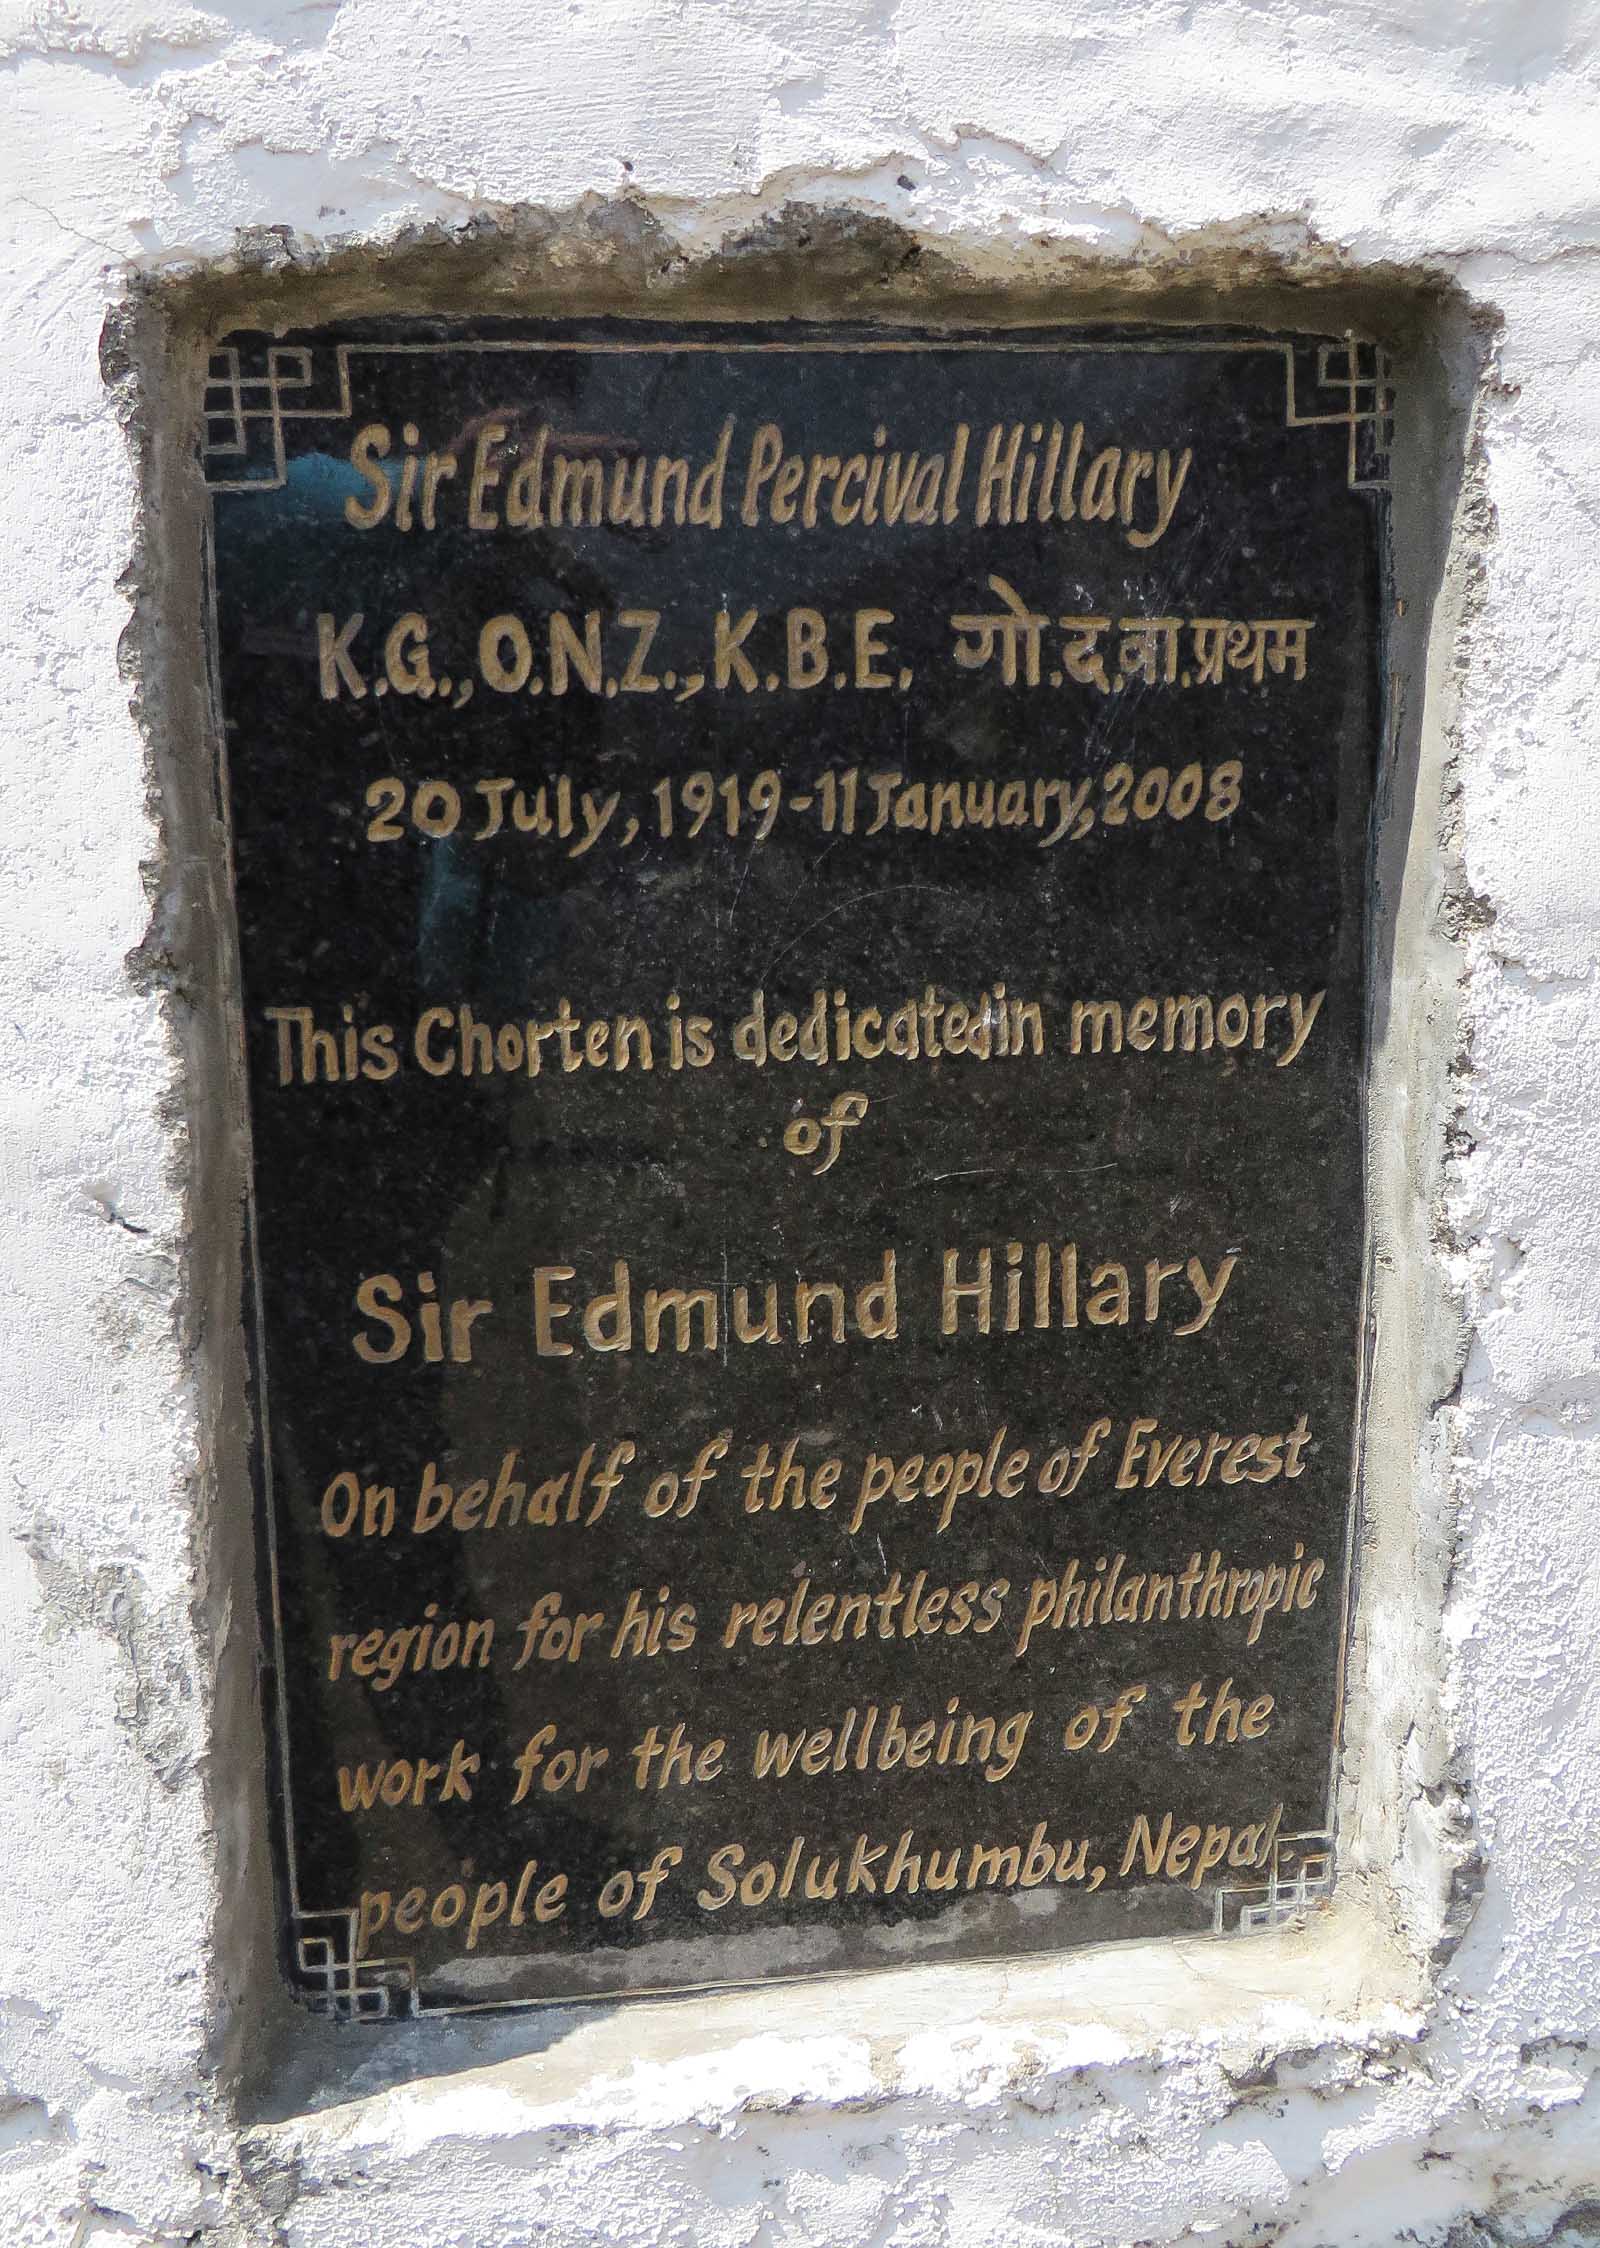 Sir Edmund Percival Hillary
K.G., O.N.Z., K.B.E. गो.द.वा.प्रथम
20 July, 1919-11 January, 2008
This Chorten is dedicated in memory
of
Sir Edmund Hillary
On behalf of the people of Everest
region for his relentless philanthropic
work for the wellbeing of the
people of Solukhumbu, Nepal.